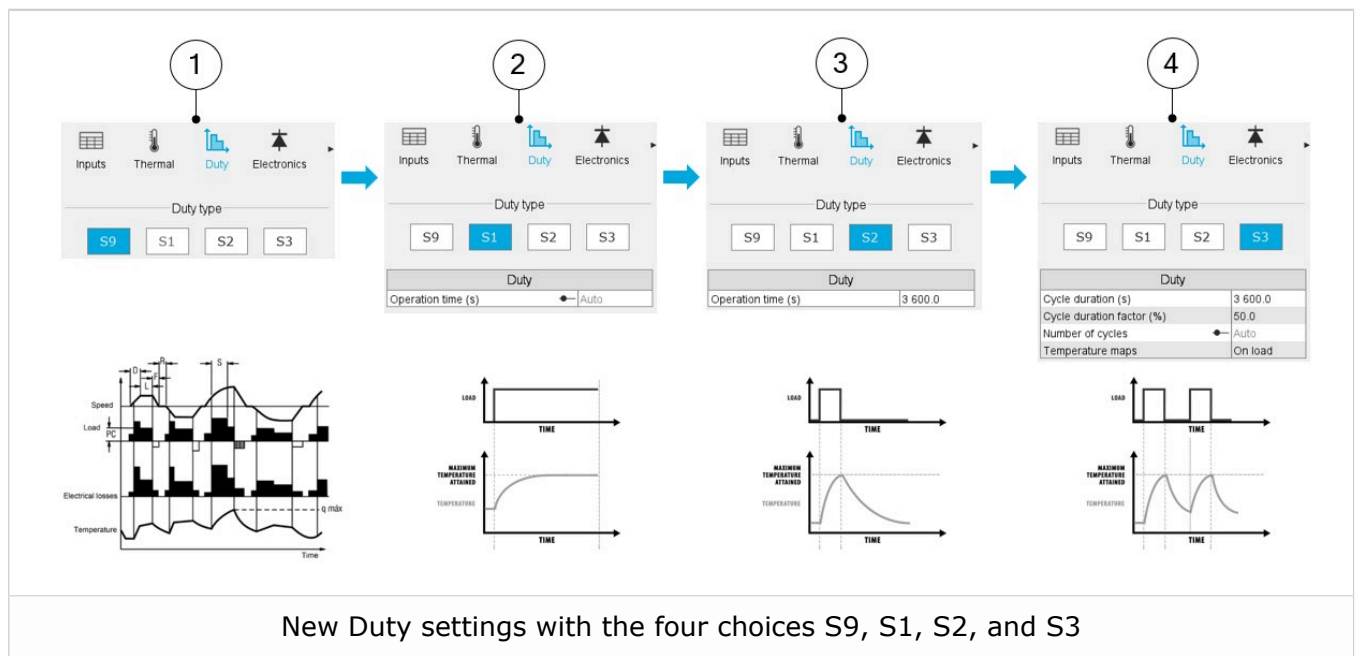 1
2
3
4
Inputs
Thermal
Duty
Electronics
Duty type
S9
S1
S2
S3
Inputs
Thermal
Duty
Electronics
Duty type
S9
S1
S2
S3
Duty
Operation time (s)
Auto
Inputs
Thermal
Duty
Electronics
Duty type
S9
S1
S2
S3
Duty
Operation time (s)
3 600.0
Inputs
Thermal
Duty
Electronics
Duty type
S9
S1
S2
S3
Duty
Cycle duration (s)
3 600.0
Cycle duration factor (%)
50.0
Number of cycles
Auto
Temperature maps
On load
D
R
S
L
F
Speed
Load
PC
Electrical losses
q máx
Temperature
Time
LOAD
TIME
MAXIMUM
TEMPERATURE
ATTAINED
TEMPERATURE
TIME
LOAD
TIME
MAXIMUM
TEMPERATURE
ATTAINED
TEMPERATURE
TIME
LOAD
TIME
MAXIMUM
TEMPERATURE
ATTAINED
TEMPERATURE
TIME
New Duty settings with the four choices S9, S1, S2, and S3